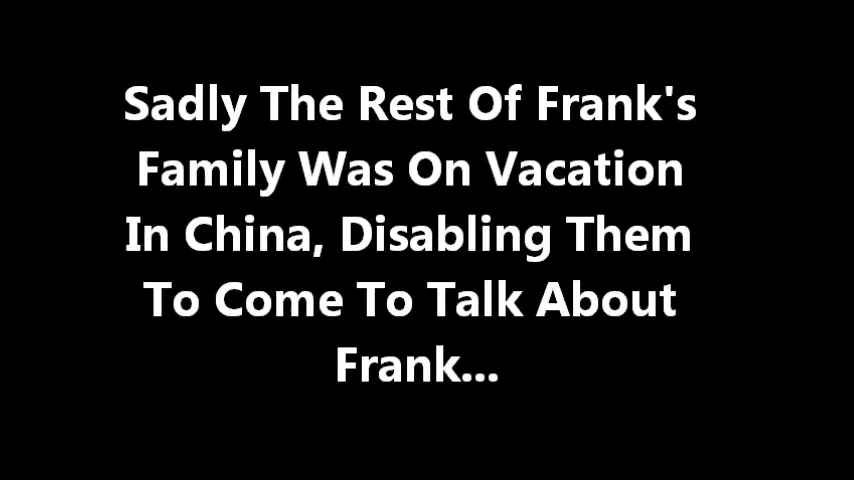 Sadly The Rest Of Frank's
Family Was On Vacation
In China, Disabling Them
To Come To Talk About
Frank...